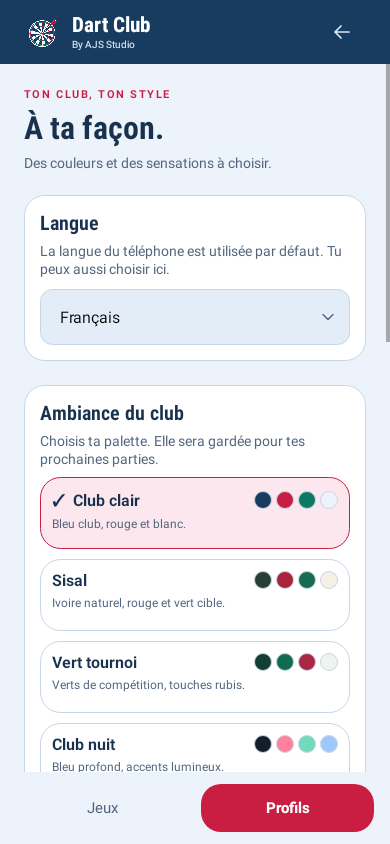 Dart Club
By AJS Studio
TON CLUB, TON STYLE
À ta façon.
Des couleurs et des sensations à choisir.
Langue
La langue du téléphone est utilisée par défaut. Tu
peux aussi choisir ici.
Français
Ambiance du club
Choisis ta palette. Elle sera gardée pour tes
prochaines parties.
✓ Club clair
Bleu club, rouge et blanc.
Sisal
Ivoire naturel, rouge et vert cible.
Vert tournoi
Verts de compétition, touches rubis.
Club nuit
Bleu profond, accents lumineux.
Jeux
Profils